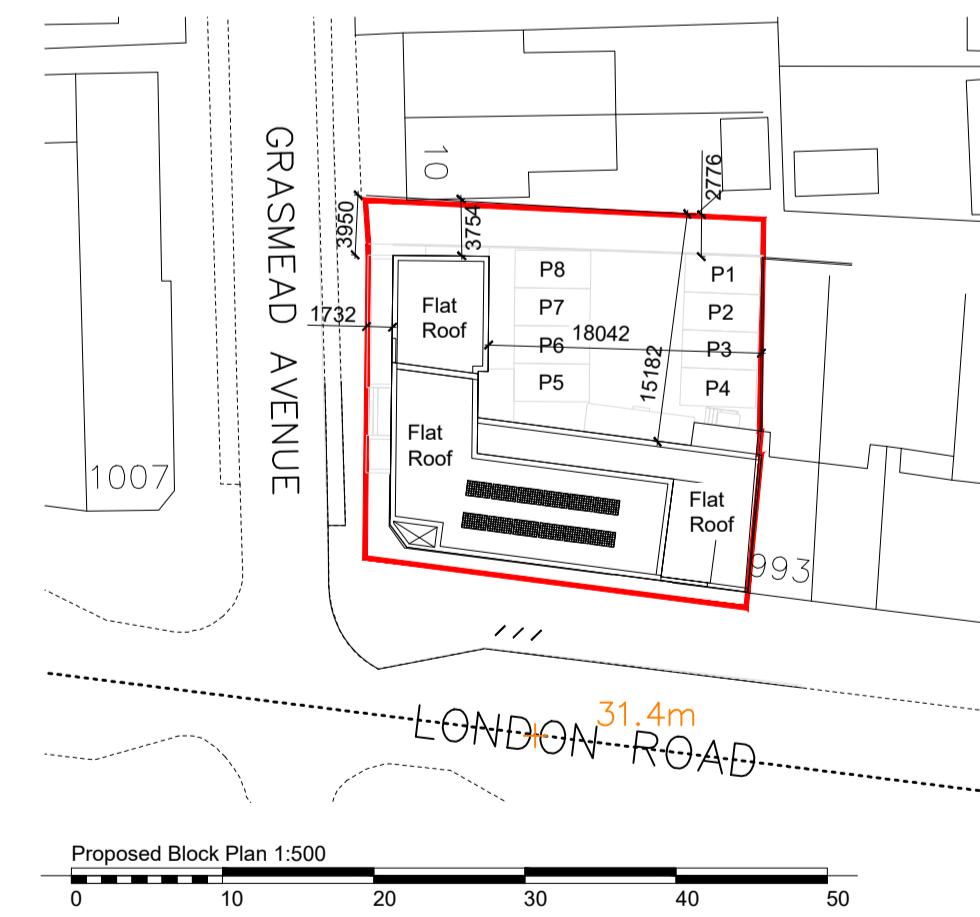 10
2776
3950
3754
GRASMEAD AVENUE
P8
P1
P7
P2
Flat
Roof
1732
18042
P6
P3
15182
P5
P4
Flat
Roof
1007
Flat
Roof
993
31.4m
LONDON ROAD
Proposed Block Plan 1:500
0 10 20 30 40 50